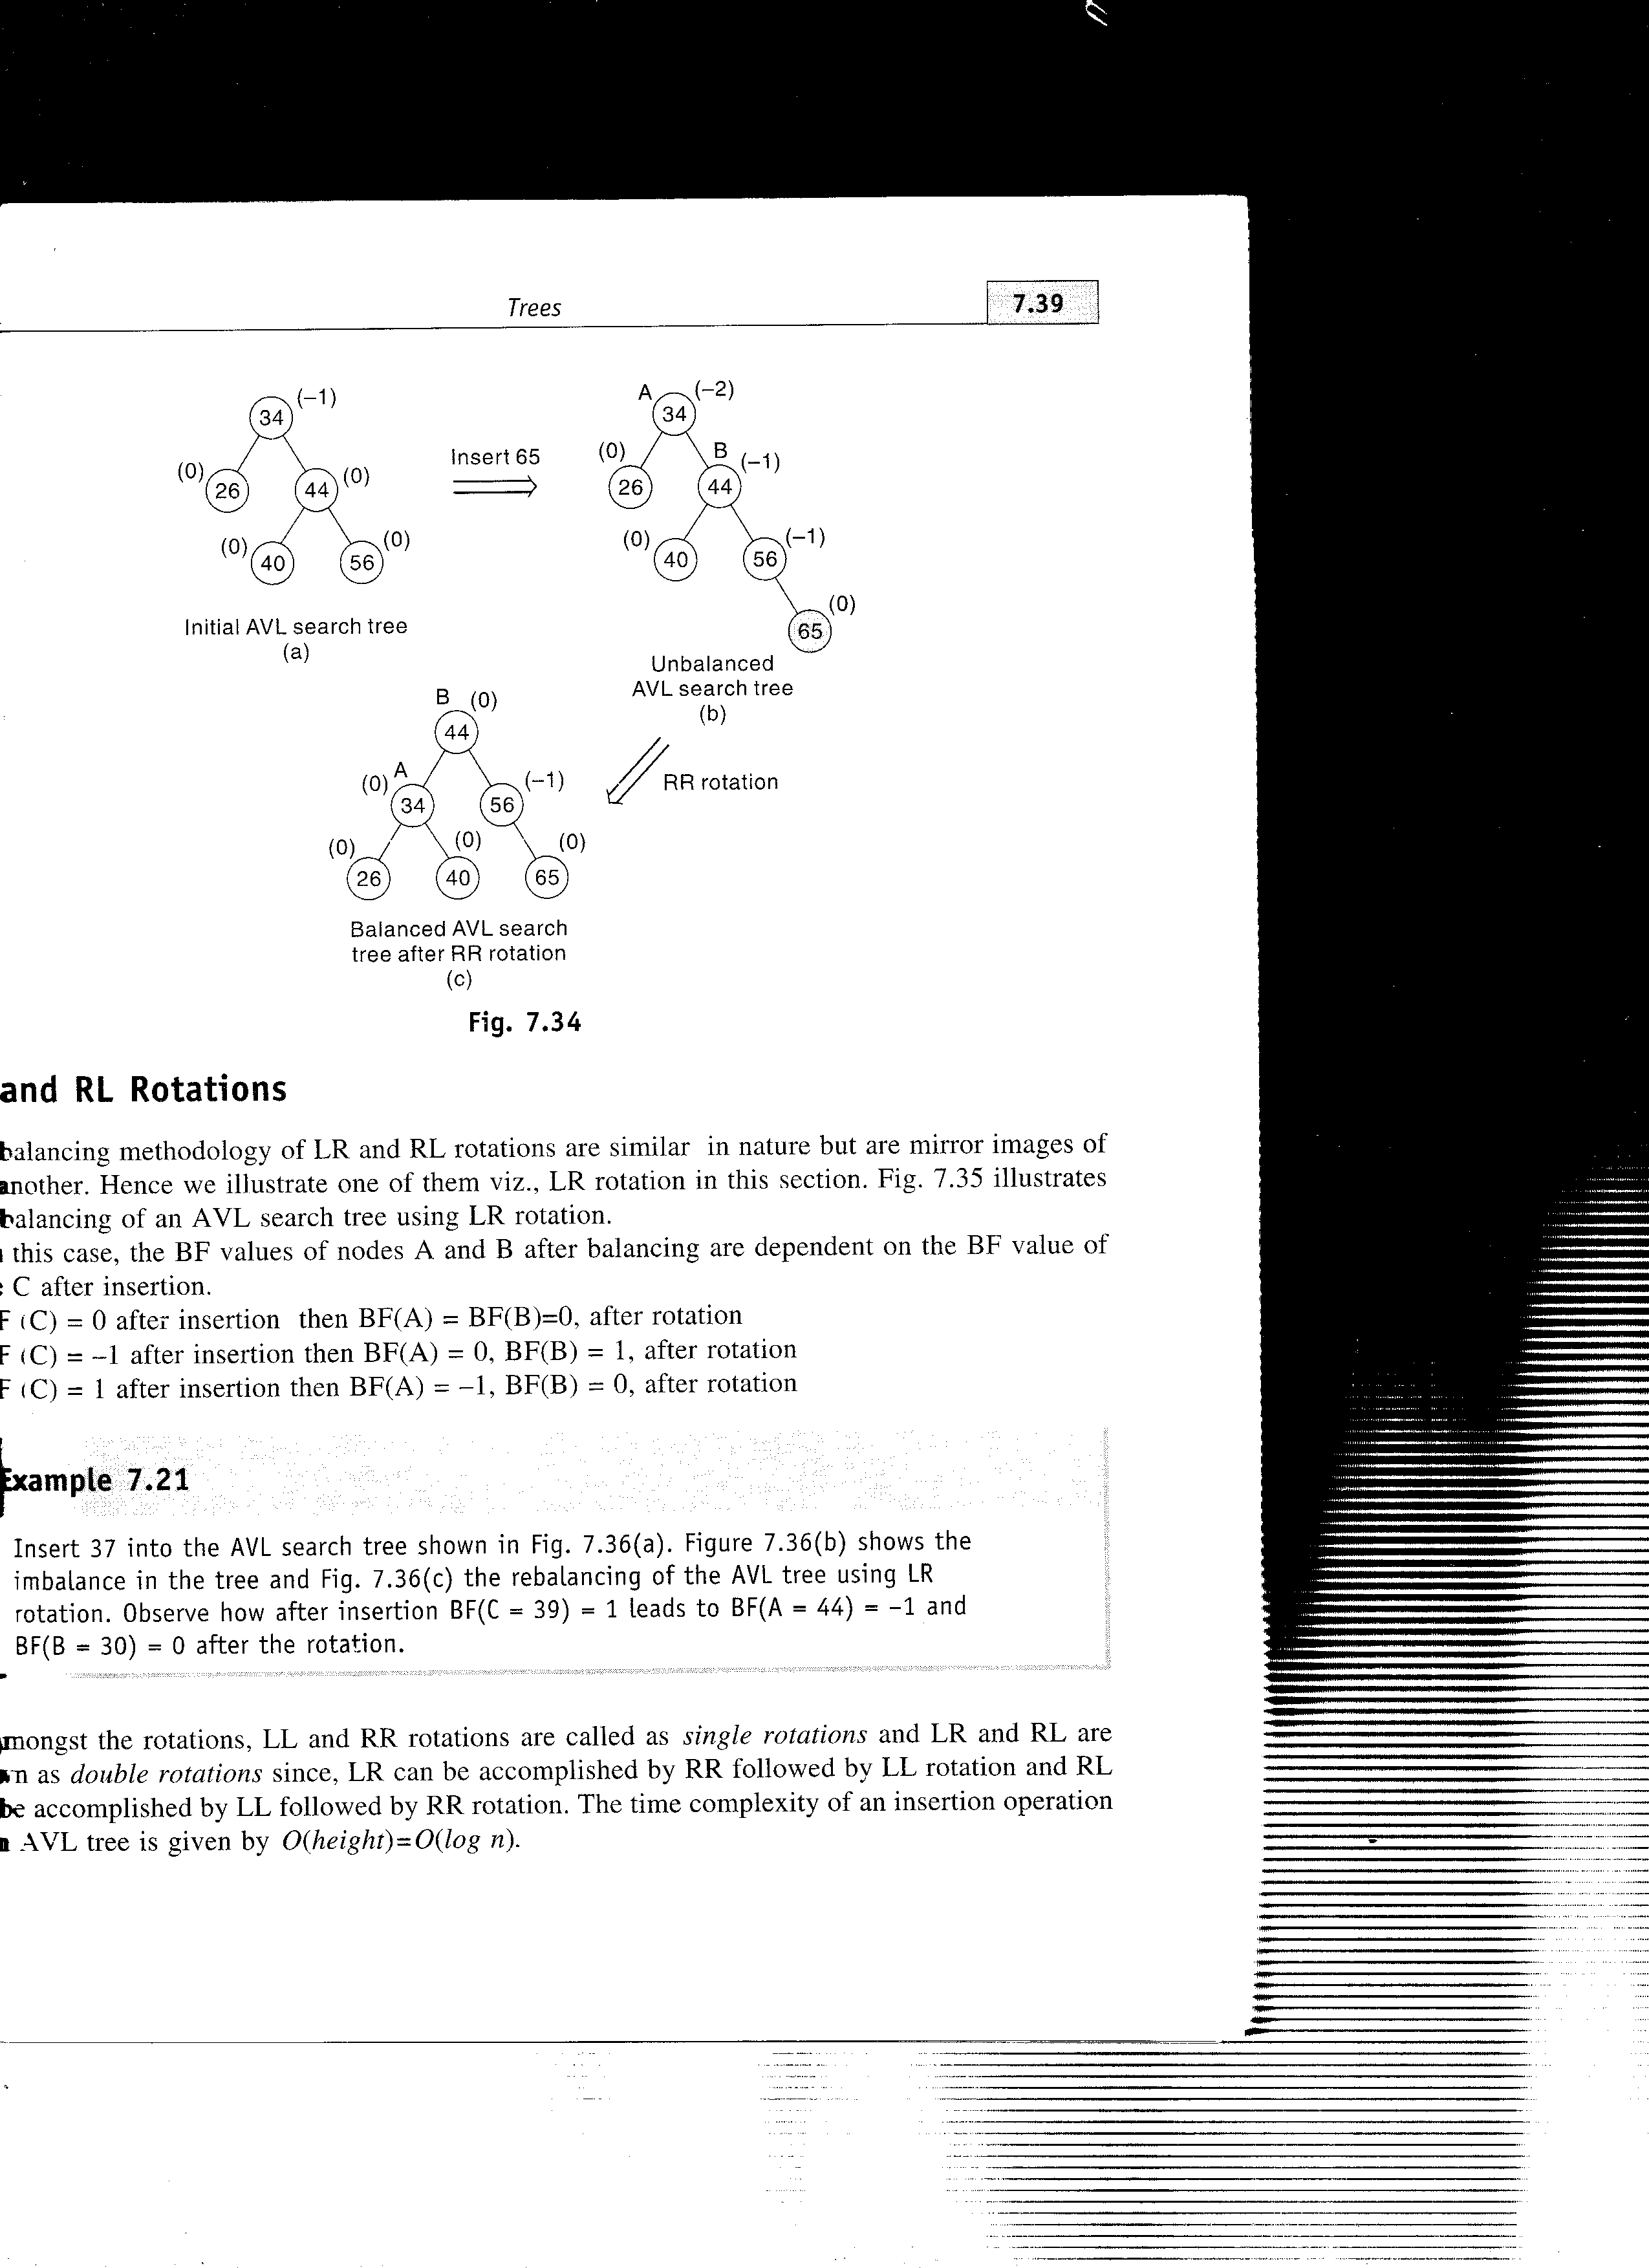 Trees
7.39
(−1)
34
(0)
26
44
(0)
(0)
40
56
(0)
Initial AVL search tree
(a)
Insert 65
A
(−2)
34
(0)
26
B
(−1)
44
(0)
40
(−1)
56
(0)
65
Unbalanced
AVL search tree
(b)
RR rotation
B (0)
44
(0) A
34
(−1)
56
(0)
26
(0)
40
(0)
65
Balanced AVL search
tree after RR rotation
(c)
Fig. 7.34
and RL Rotations
balancing methodology of LR and RL rotations are similar in nature but are mirror images of
another. Hence we illustrate one of them viz., LR rotation in this section. Fig. 7.35 illustrates
balancing of an AVL search tree using LR rotation.
this case, the BF values of nodes A and B after balancing are dependent on the BF value of
C after insertion.
F (C) = 0 after insertion then BF(A) = BF(B)=0, after rotation
F (C) = −1 after insertion then BF(A) = 0, BF(B) = 1, after rotation
F (C) = 1 after insertion then BF(A) = −1, BF(B) = 0, after rotation
Example 7.21
Insert 37 into the AVL search tree shown in Fig. 7.36(a). Figure 7.36(b) shows the
imbalance in the tree and Fig. 7.36(c) the rebalancing of the AVL tree using LR
rotation. Observe how after insertion BF(C = 39) = 1 leads to BF(A = 44) = −1 and
BF(B = 30) = 0 after the rotation.
mongst the rotations, LL and RR rotations are called as single rotations and LR and RL are
n as double rotations since, LR can be accomplished by RR followed by LL rotation and RL
be accomplished by LL followed by RR rotation. The time complexity of an insertion operation
AVL tree is given by O(height)=O(log n).